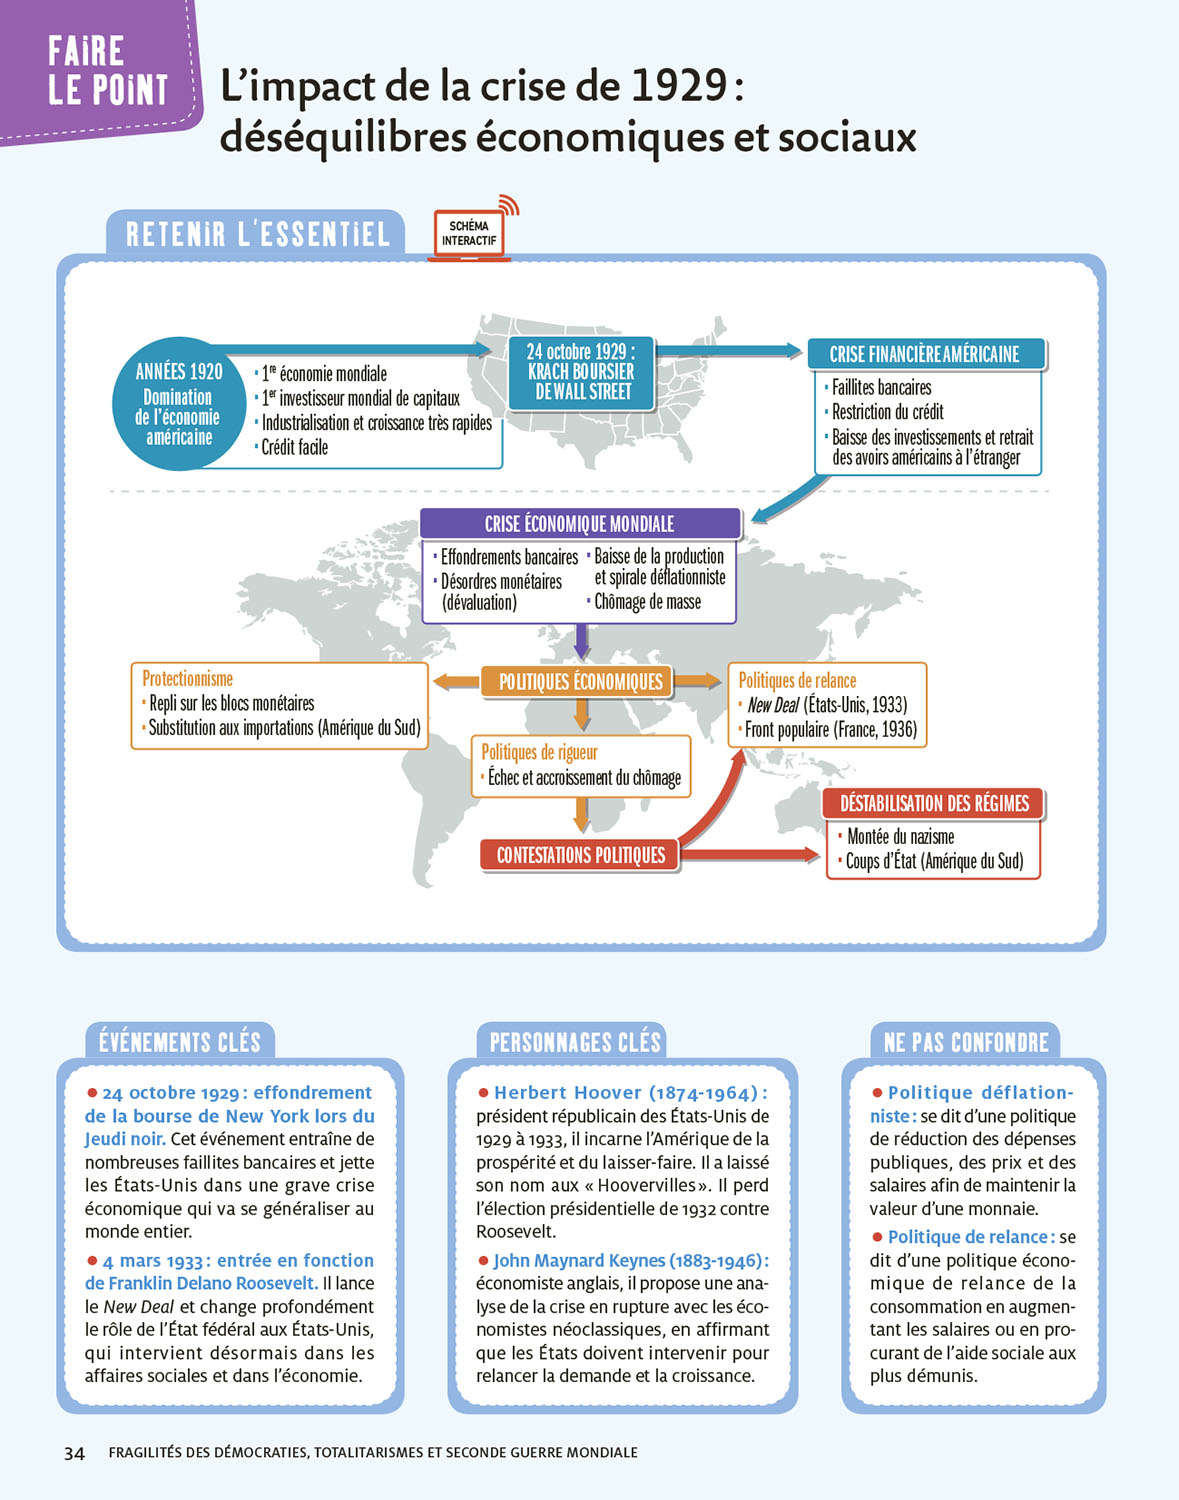 FAIRE
LE POINT
L’impact de la crise de 1929 :
déséquilibres économiques et sociaux
RETENIR L’ESSENTIEL
SCHÉMA
INTERACTIF
ANNÉES 1920
Domination
de l’économie
américaine
· 1re économie mondiale
· 1er investisseur mondial de capitaux
· Industrialisation et croissance très rapides
· Crédit facile
24 octobre 1929 :
KRACH BOURSIER
DE WALL STREET
CRISE FINANCIÈRE AMÉRICAINE
· Faillites bancaires
· Restriction du crédit
· Baisse des investissements et retrait
des avoirs américains à l’étranger
CRISE ÉCONOMIQUE MONDIALE
· Effondrements bancaires
· Désordres monétaires
(dévaluation)
· Baisse de la production
et spirale déflationniste
· Chômage de masse
POLITIQUES ÉCONOMIQUES
Protectionnisme
· Repli sur les blocs monétaires
· Substitution aux importations (Amérique du Sud)
Politiques de relance
· New Deal (États-Unis, 1933)
· Front populaire (France, 1936)
Politiques de rigueur
· Échec et accroissement du chômage
CONTESTATIONS POLITIQUES
DÉSTABILISATION DES RÉGIMES
· Montée du nazisme
· Coups d’État (Amérique du Sud)
ÉVÉNEMENTS CLÉS
• 24 octobre 1929 : effondrement
de la bourse de New York lors du
Jeudi noir. Cet événement entraîne de
nombreuses faillites bancaires et jette
les États-Unis dans une grave crise
économique qui va se généraliser au
monde entier.
• 4 mars 1933 : entrée en fonction
de Franklin Delano Roosevelt. Il lance
le New Deal et change profondément
le rôle de l’État fédéral aux États-Unis,
qui intervient désormais dans les
affaires sociales et dans l’économie.
PERSONNAGES CLÉS
• Herbert Hoover (1874-1964) :
président républicain des États-Unis de
1929 à 1933, il incarne l’Amérique de la
prospérité et du laisser-faire. Il a laissé
son nom aux « Hoovervilles ». Il perd
l’élection présidentielle de 1932 contre
Roosevelt.
• John Maynard Keynes (1883-1946) :
économiste anglais, il propose une ana-
lyse de la crise en rupture avec les éco-
nomistes néoclassiques, en affirmant
que les États doivent intervenir pour
relancer la demande et la croissance.
NE PAS CONFONDRE
• Politique déflation-
niste : se dit d’une politique
de réduction des dépenses
publiques, des prix et des
salaires afin de maintenir la
valeur d’une monnaie.
• Politique de relance : se
dit d’une politique écono-
mique de relance de la
consommation en augmen-
tant les salaires ou en pro-
curant de l’aide sociale aux
plus démunis.
34 FRAGILITÉS DES DÉMOCRATIES, TOTALITARISMES ET SECONDE GUERRE MONDIALE